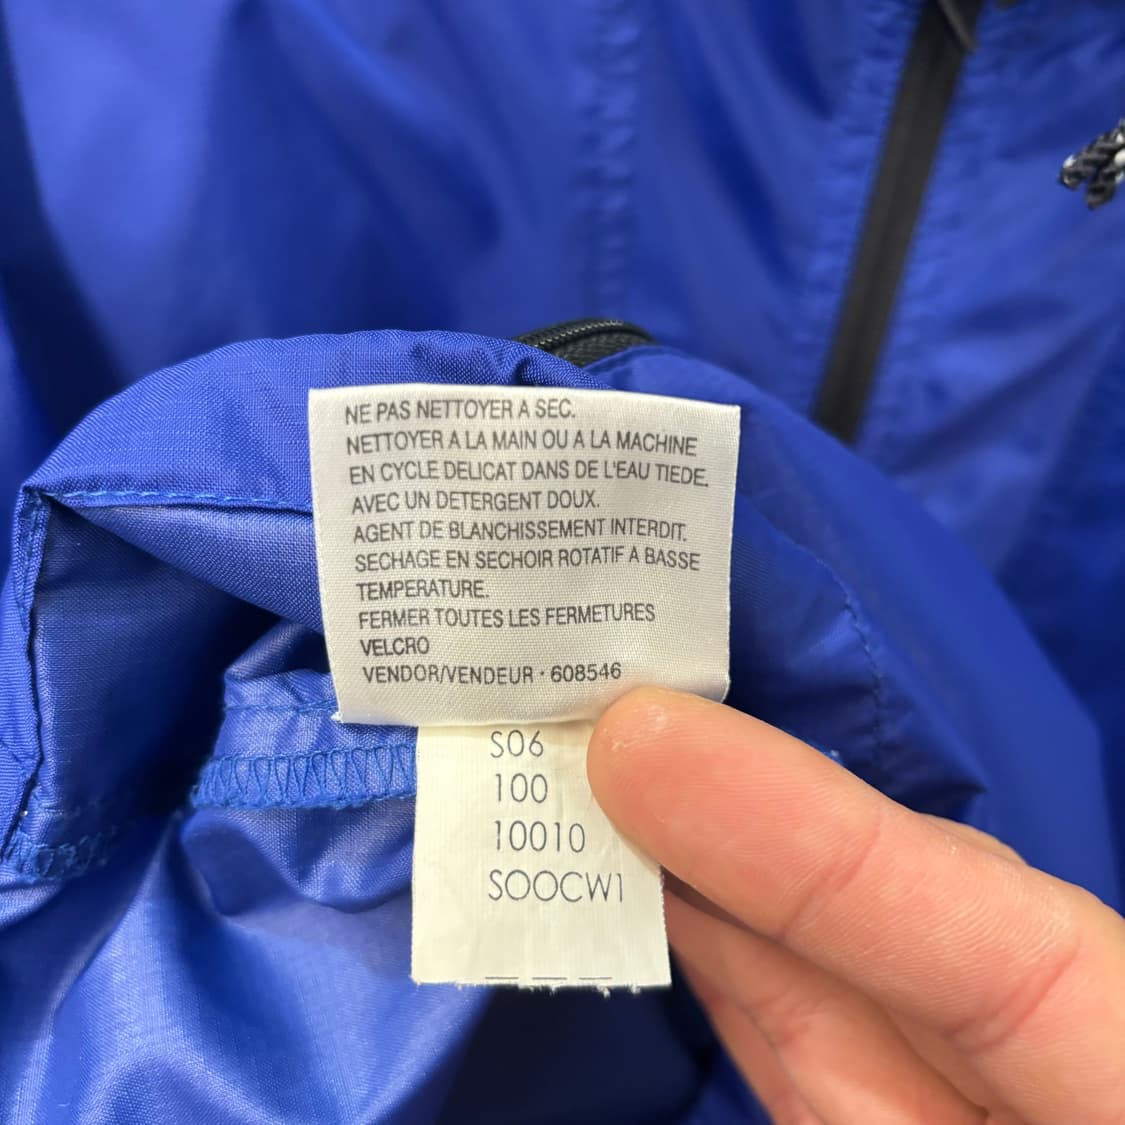 NE PAS NETTOYER A SEC.
NETTOYER A LA MAIN OU A LA MACHINE
EN CYCLE DELICAT DANS DE L'EAU TIEDE.
AVEC UN DETERGENT DOUX.
AGENT DE BLANCHISSEMENT INTERDIT.
SECHAGE EN SECHOIR ROTATIF A BASSE
TEMPERATURE.
FERMER TOUTES LES FERMETURES
VELCRO
VENDOR/VENDEUR · 608546
S06
100
10010
SOOCW1